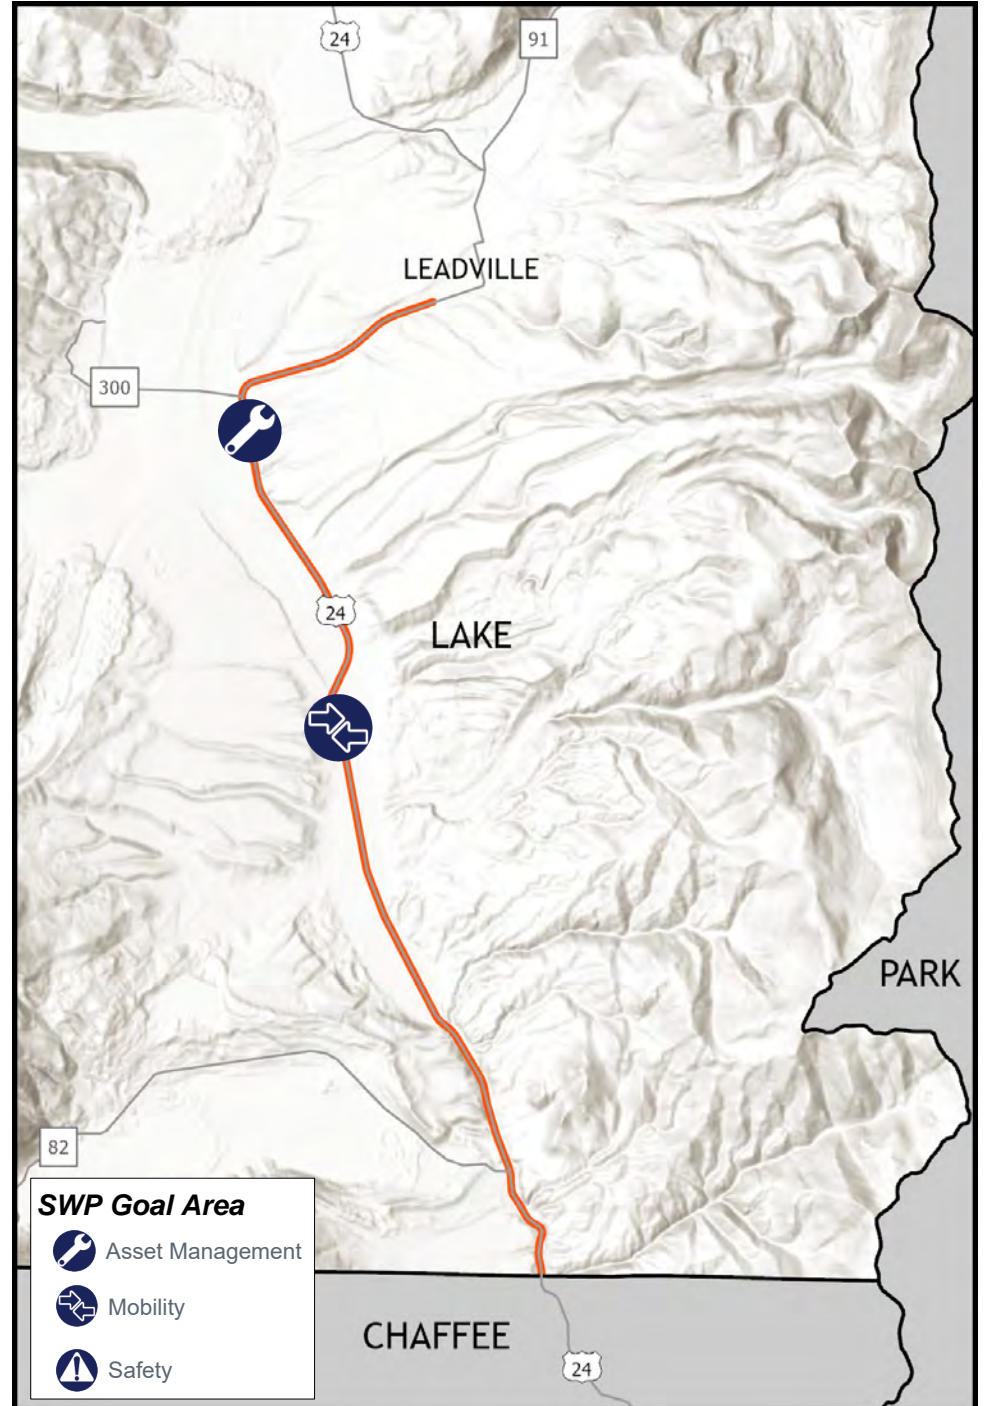 24
91
LEADVILLE
300
24
LAKE
PARK
82
SWP Goal Area
Asset Management
Mobility
Safety
CHAFFEE
24